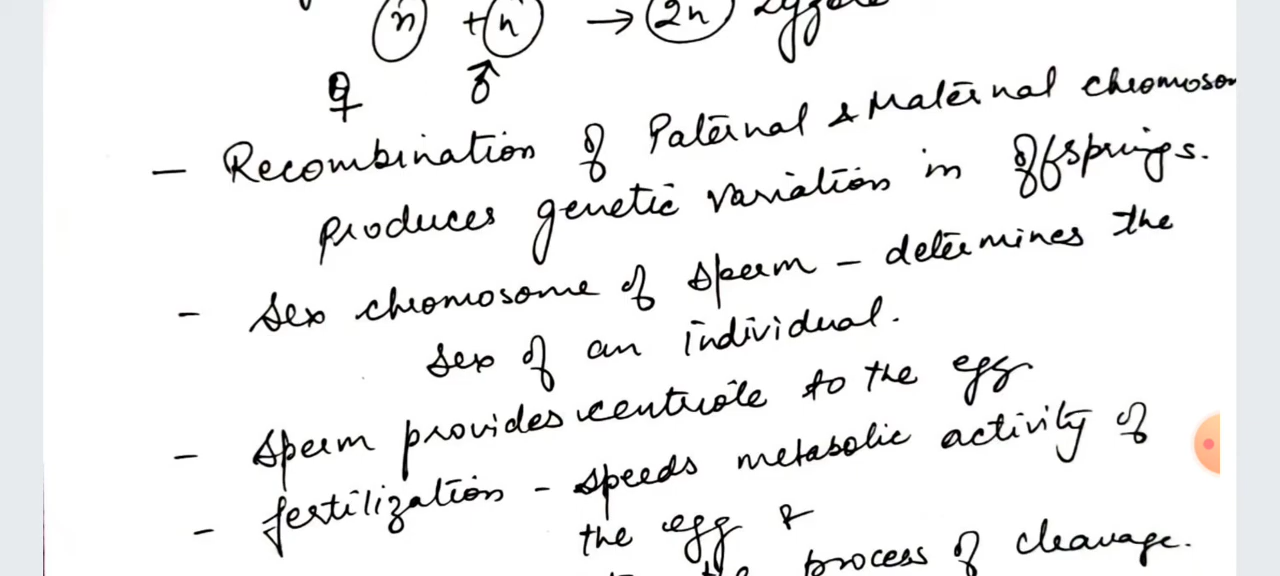 n + n → 2n
♀ ♂
- Recombination of Paternal & Maternal chromoso
produces genetic variation in offsprings.
- sex chromosome of sperm - determines the
sex of an individual.
- sperm provides centriole to the egg
- fertilization - speeds metabolic activity of
the egg &
process of cleavage.